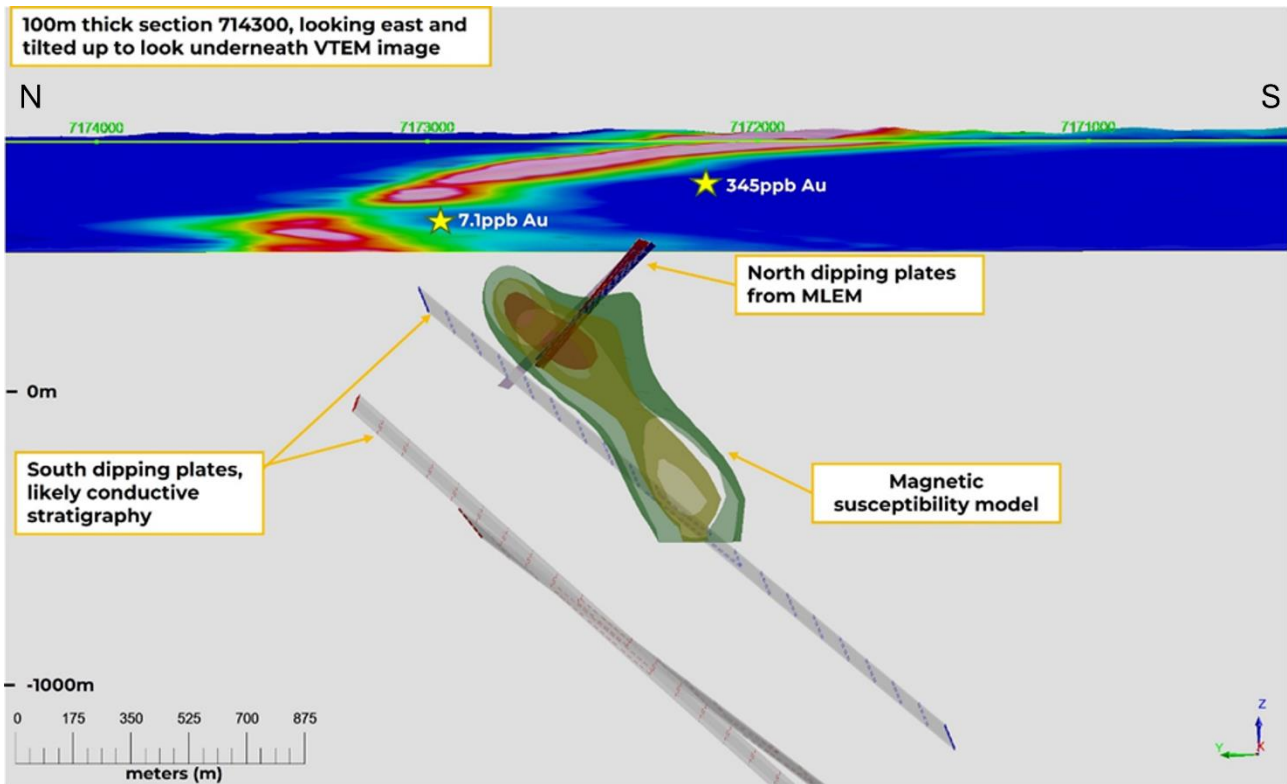 100m thick section 714300, looking east and
tilted up to look underneath VTEM image
N
S
7174000
7173000
7172000
7171000
345ppb Au
7.1ppb Au
North dipping plates
from MLEM
0m
South dipping plates,
likely conductive
stratigraphy
Magnetic
susceptibility model
-1000m
0 175 350 525 700 875
meters (m)
Z
Y
X